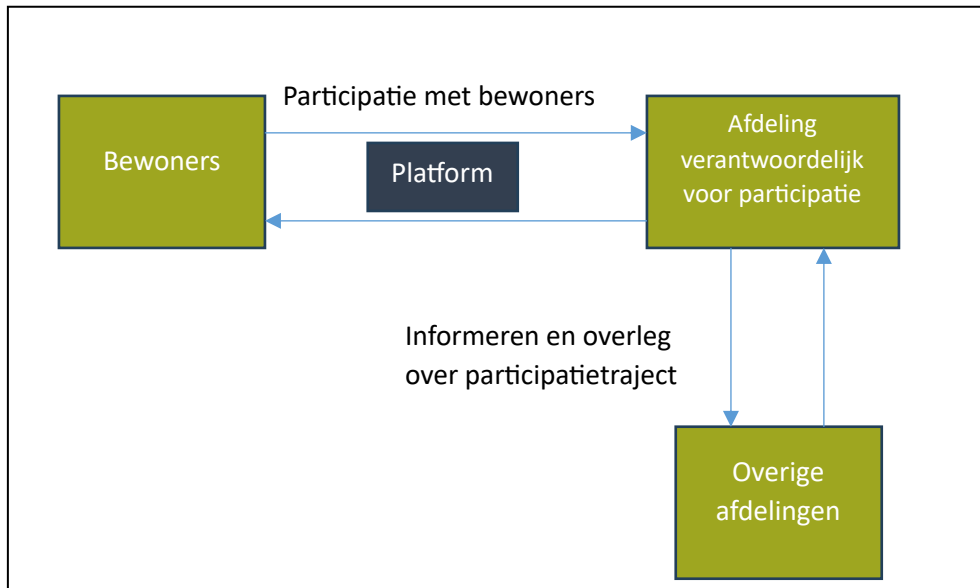 Participatie met bewoners
Bewoners
Platform
Afdeling
verantwoordelijk
voor participatie
Informeren en overleg
over participatietraject
Overige
afdelingen